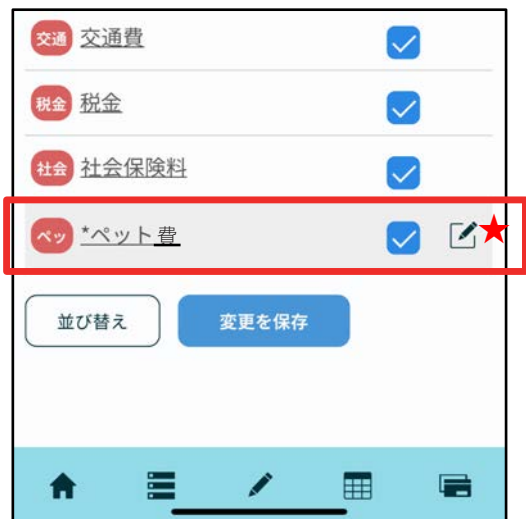 交通 交通費
税金 税金
社会 社会保険料
ペッ *ペット費
並び替え 変更を保存